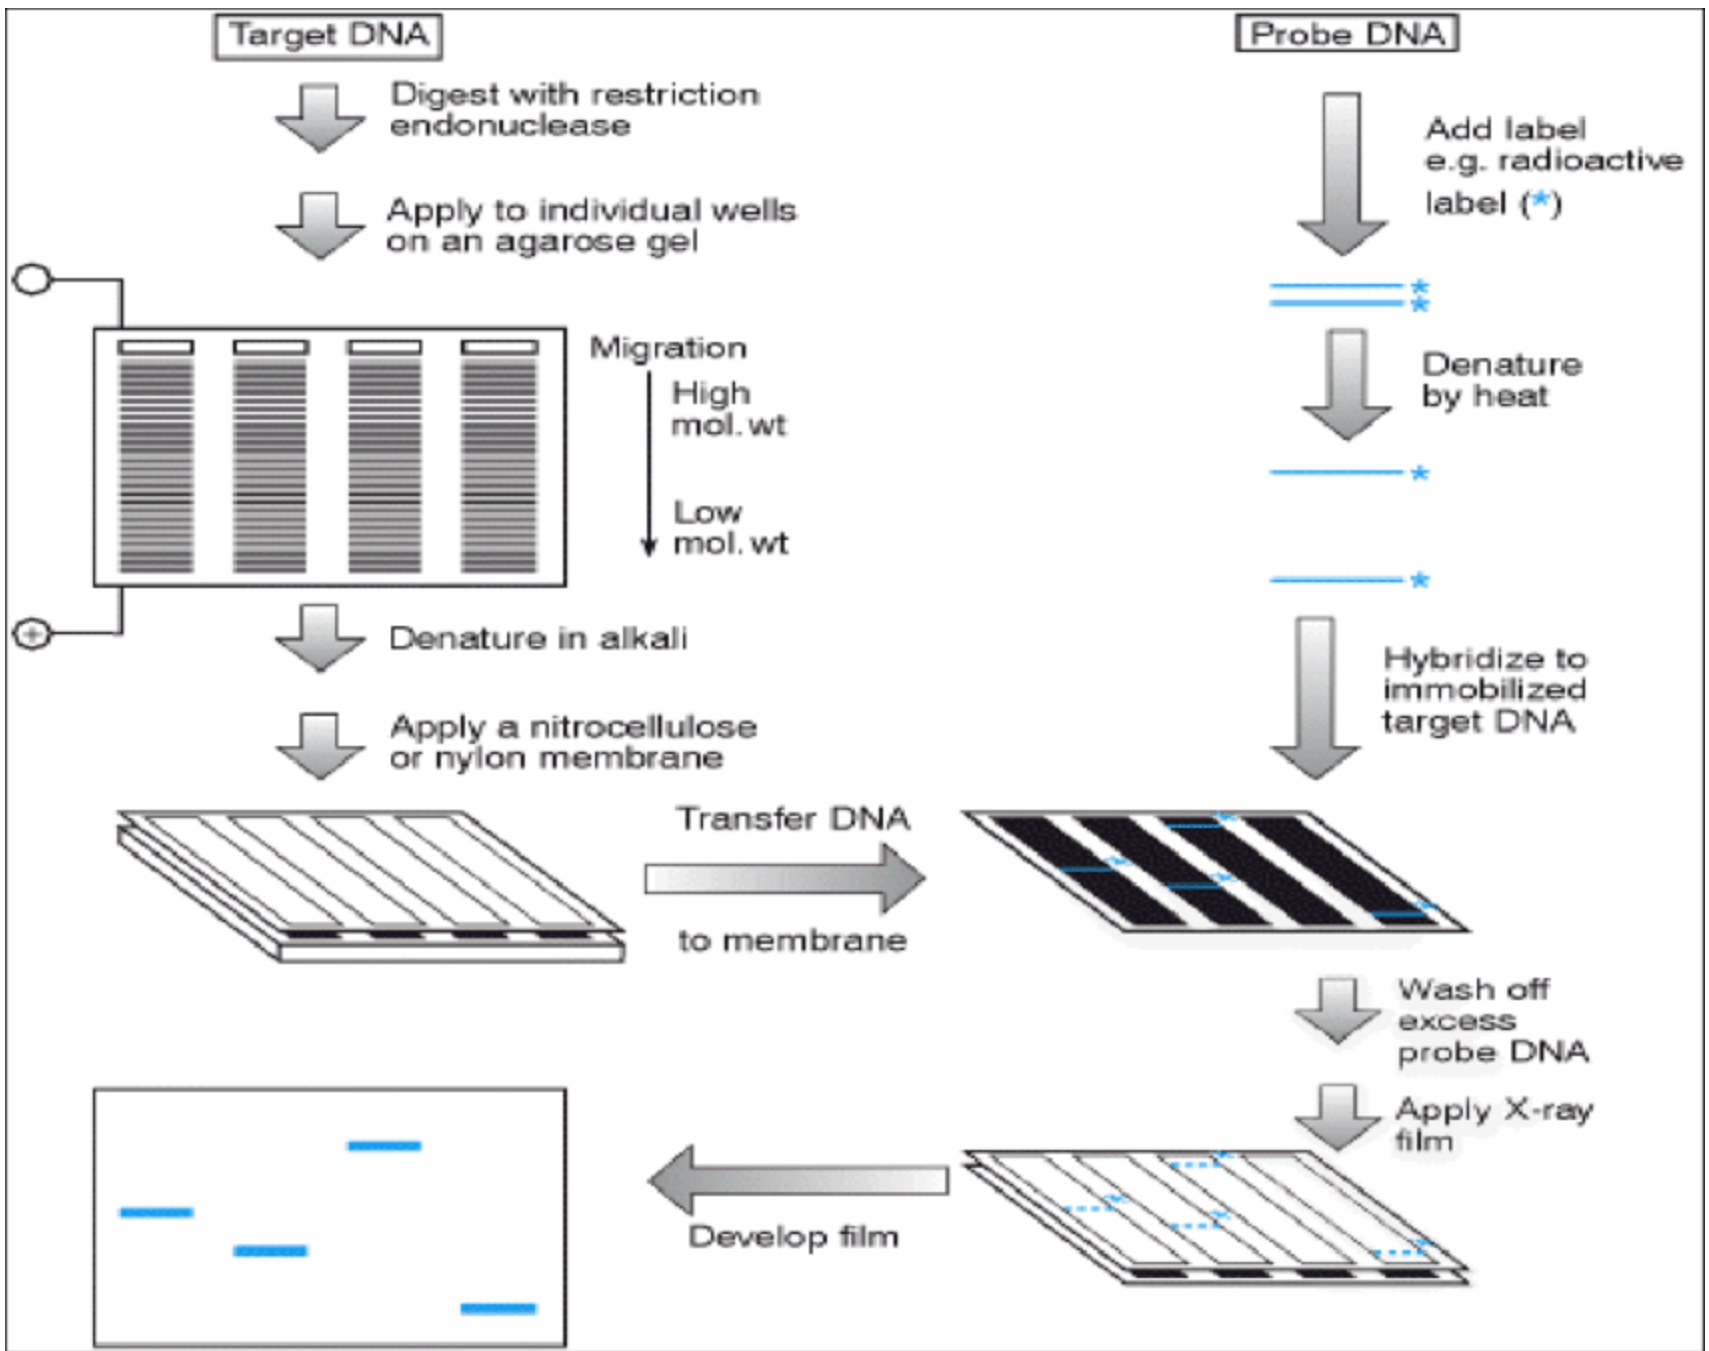 Target DNA
Digest with restriction
endonuclease
Apply to individual wells
on an agarose gel
Migration
High
mol. wt
Low
mol. wt
+
Denature in alkali
Apply a nitrocellulose
or nylon membrane
Transfer DNA
to membrane
Probe DNA
Add label
e.g. radioactive
label (*)
*
*
Denature
by heat
*
*
Hybridize to
immobilized
target DNA
Wash off
excess
probe DNA
Apply X-ray
film
Develop film